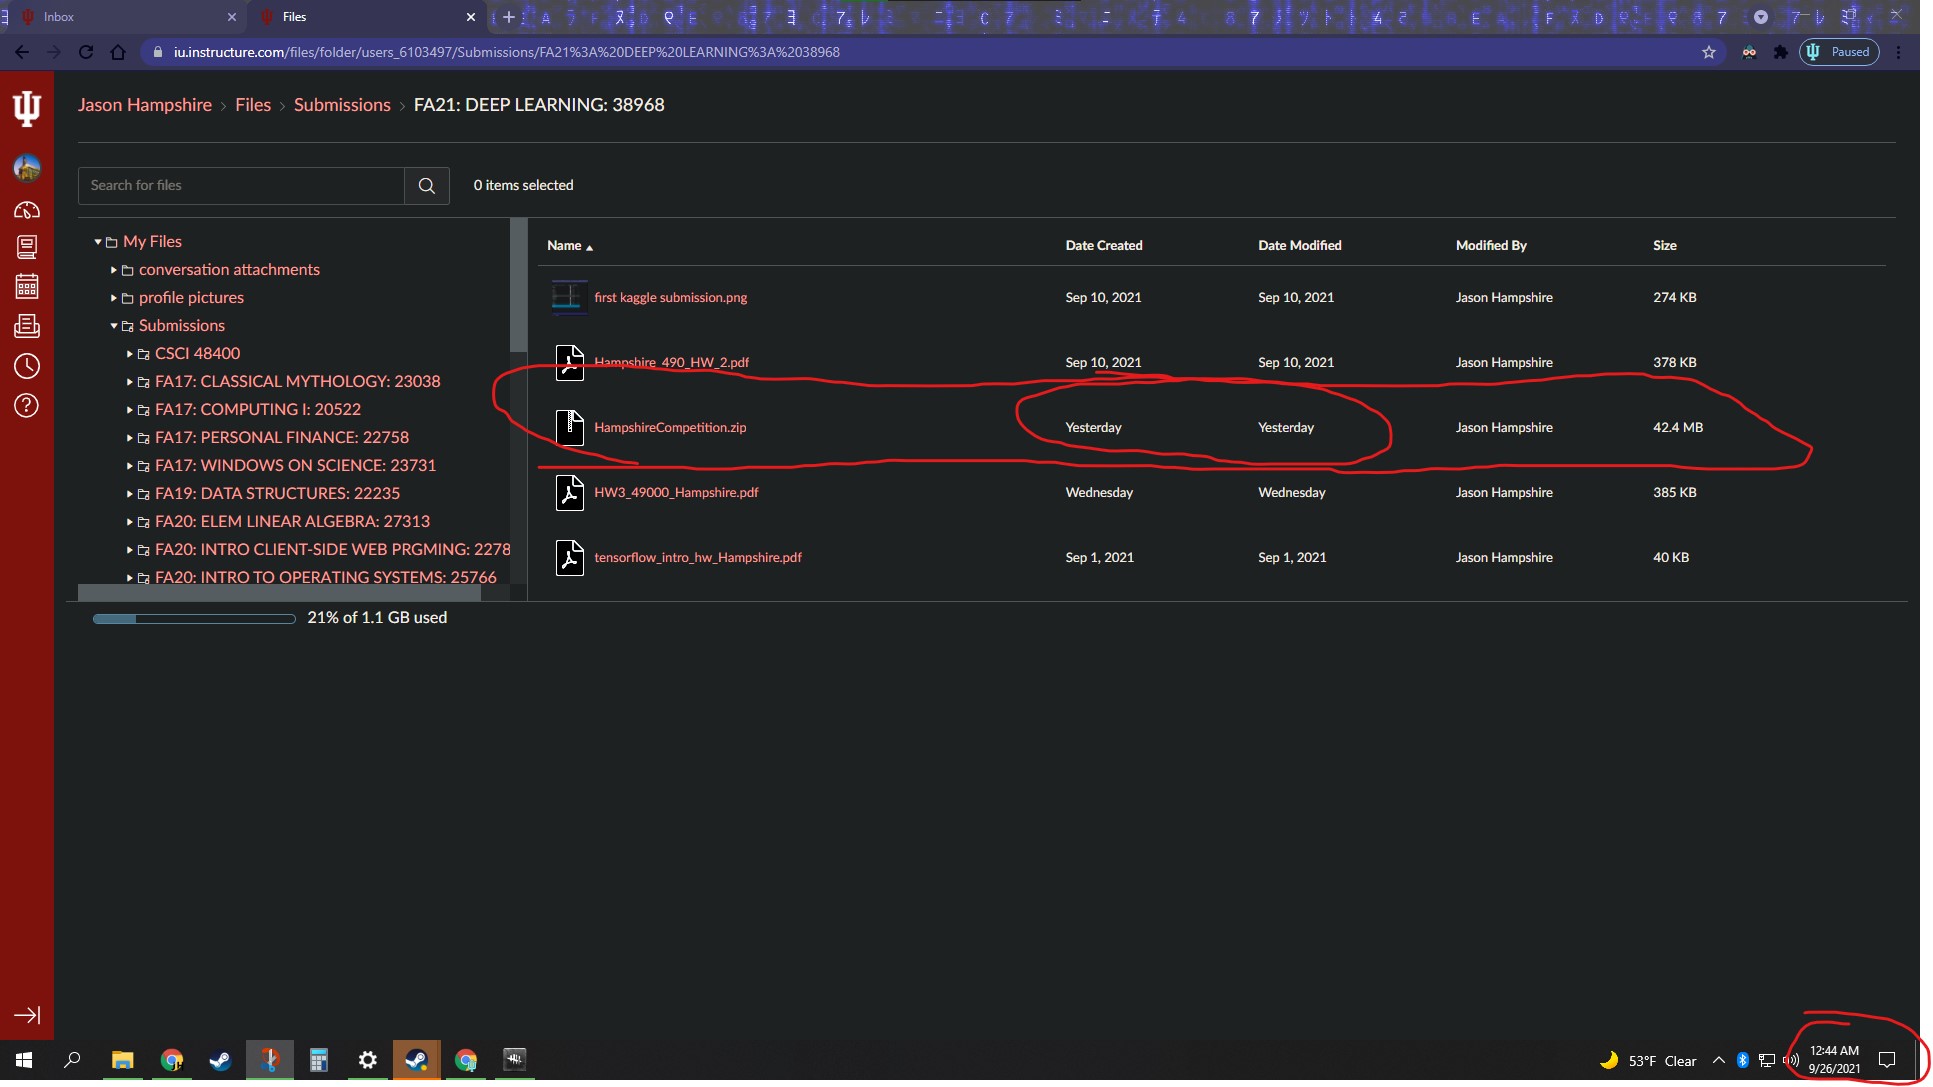 Inbox
Files
iu.instructure.com/files/folder/users_6103497/Submissions/FA21%3A%20DEEP%20LEARNING%3A%2038968
Paused
Jason Hampshire › Files › Submissions › FA21: DEEP LEARNING: 38968
Search for files
0 items selected
My Files
conversation attachments
profile pictures
Submissions
CSCI 48400
FA17: CLASSICAL MYTHOLOGY: 23038
FA17: COMPUTING I: 20522
FA17: PERSONAL FINANCE: 22758
FA17: WINDOWS ON SCIENCE: 23731
FA19: DATA STRUCTURES: 22235
FA20: ELEM LINEAR ALGEBRA: 27313
FA20: INTRO CLIENT-SIDE WEB PRGMING: 2278
FA20: INTRO TO OPERATING SYSTEMS: 25766
21% of 1.1 GB used
Name Date Created Date Modified Modified By Size
first kaggle submission.png Sep 10, 2021 Sep 10, 2021 Jason Hampshire 274 KB
Hampshire_490_HW_2.pdf Sep 10, 2021 Sep 10, 2021 Jason Hampshire 378 KB
HampshireCompetition.zip Yesterday Yesterday Jason Hampshire 42.4 MB
HW3_49000_Hampshire.pdf Wednesday Wednesday Jason Hampshire 385 KB
tensorflow_intro_hw_Hampshire.pdf Sep 1, 2021 Sep 1, 2021 Jason Hampshire 40 KB
53°F Clear
12:44 AM
9/26/2021